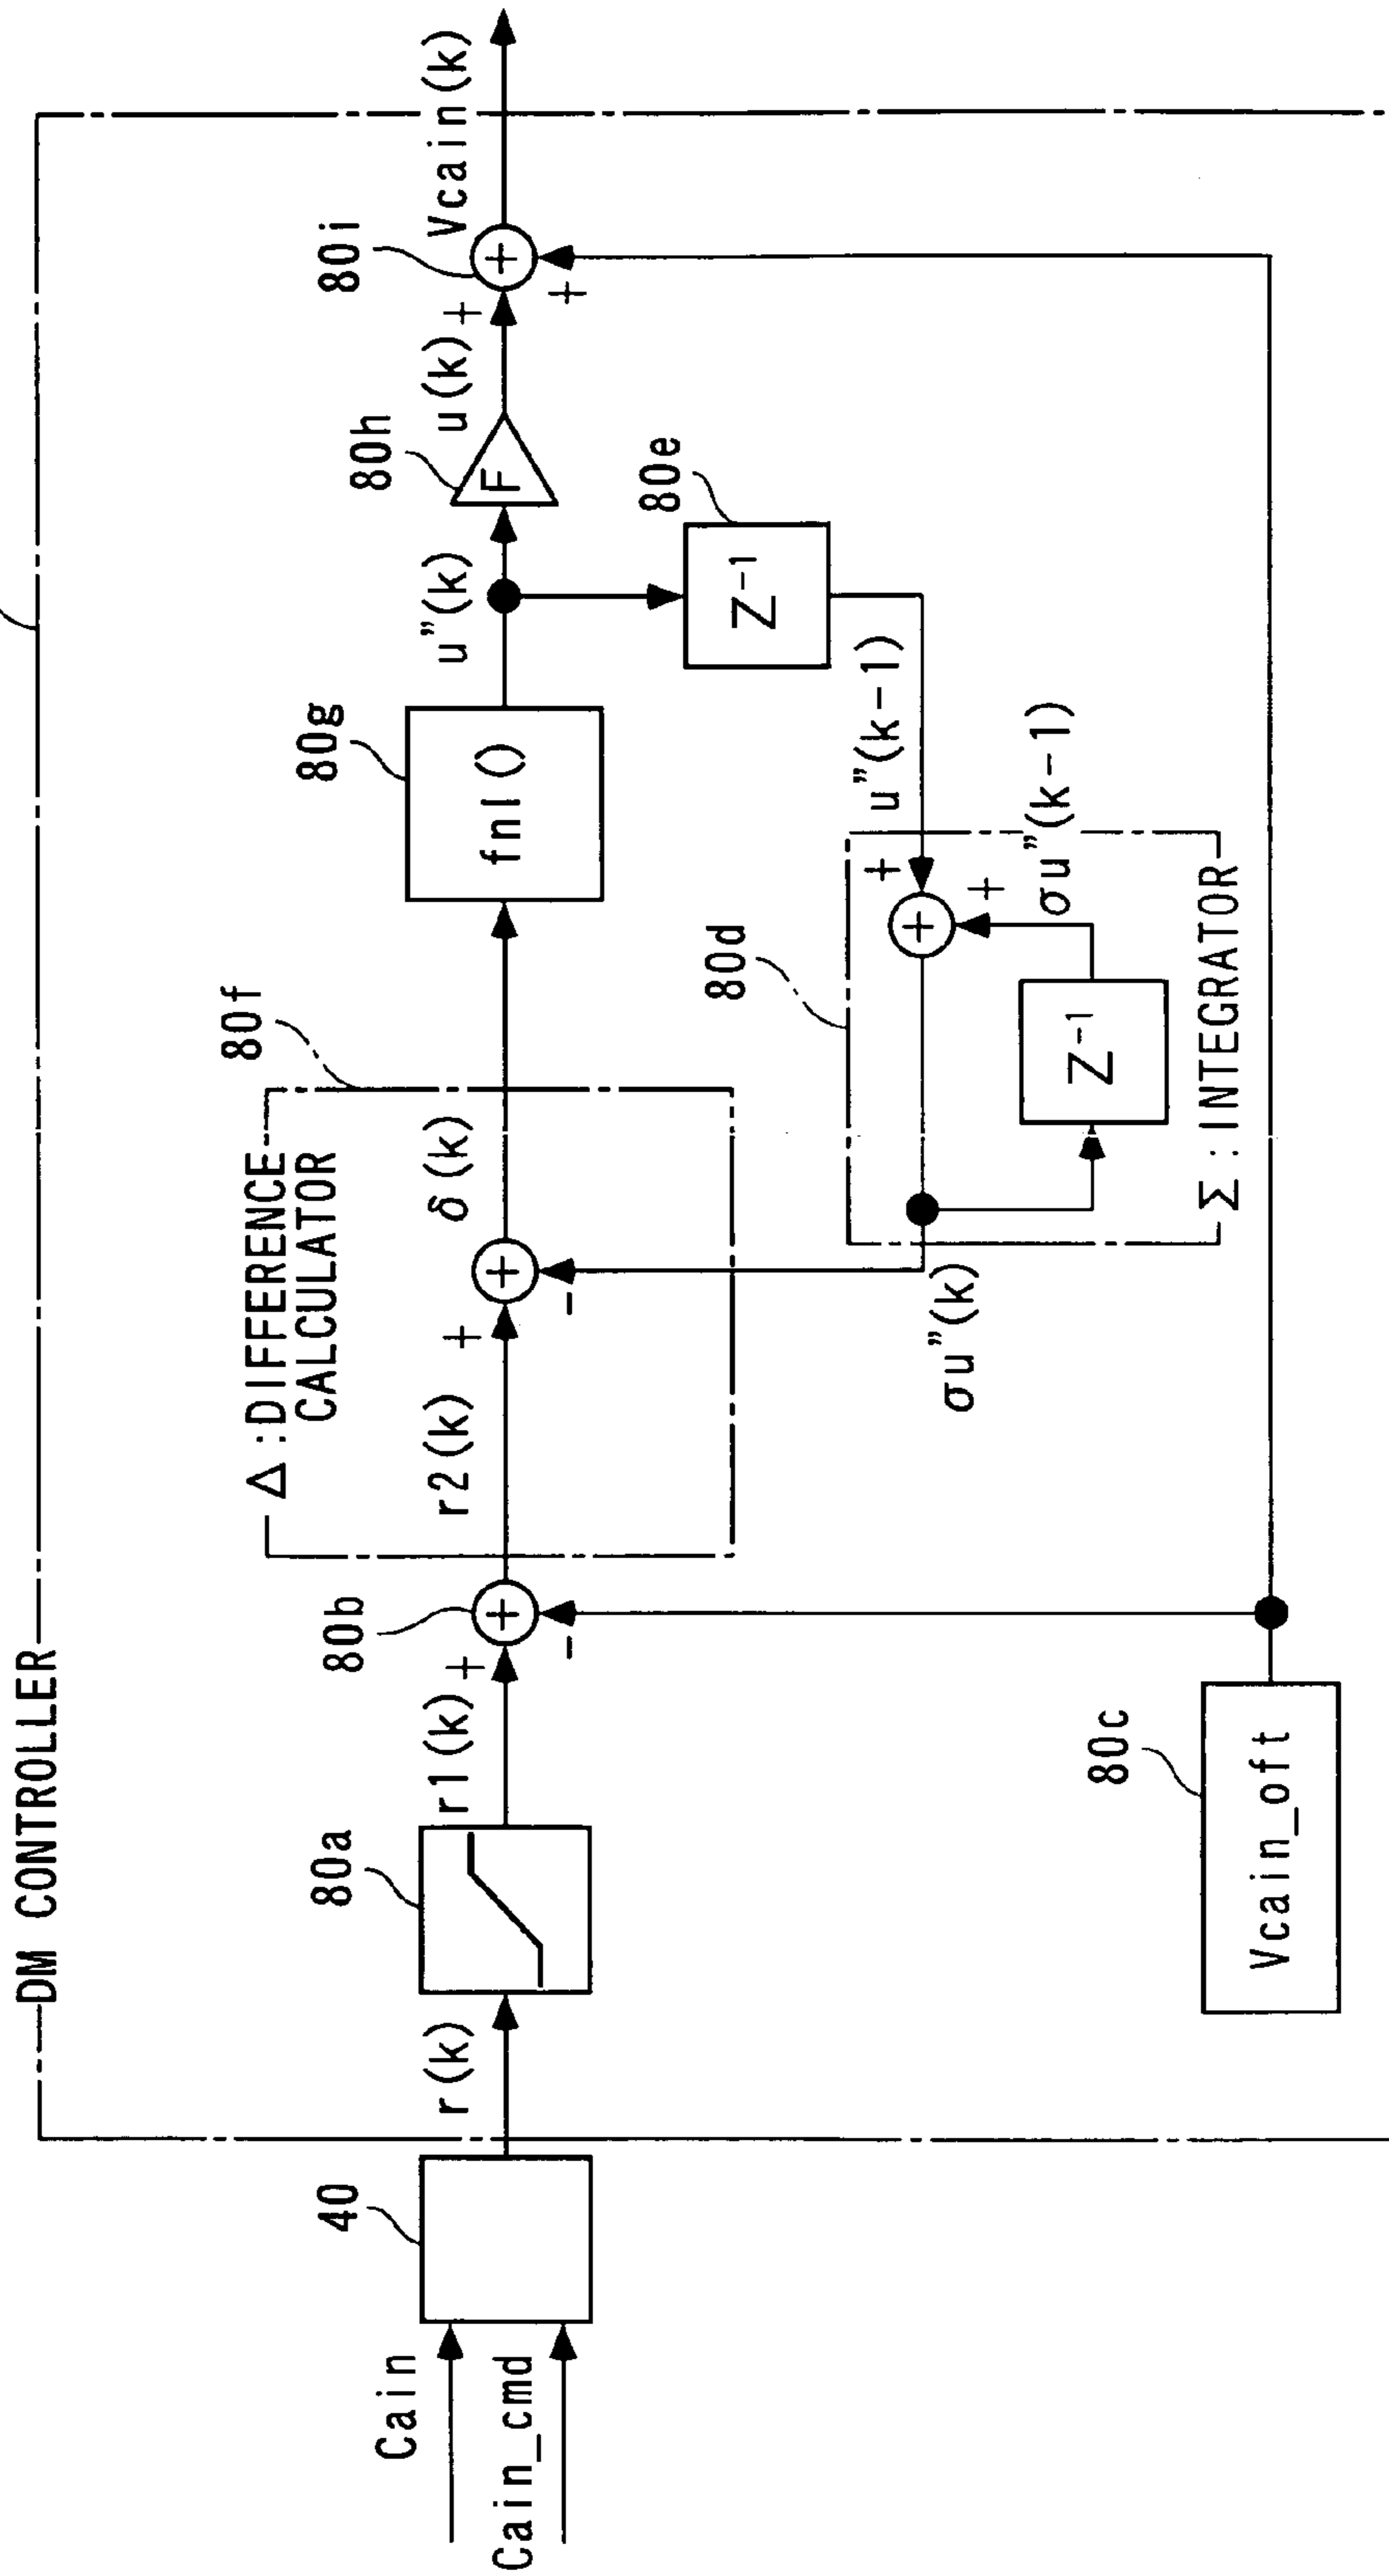 DM CONTROLLER
Cain
Cain_cmd
40
r(k)
80a
r1(k)
+
80b
+
-
Δ:DIFFERENCE
CALCULATOR
80f
r2(k)
+
+
-
δ(k)
80g
fnl()
u"(k)
80h
F
u(k)
+
80i
+
+
Vcain(k)
80e
Z⁻¹
u"(k-1)
80d
+
+
+
σu"(k-1)
Z⁻¹
σu"(k)
Σ:INTEGRATOR
80c
Vcain_oft